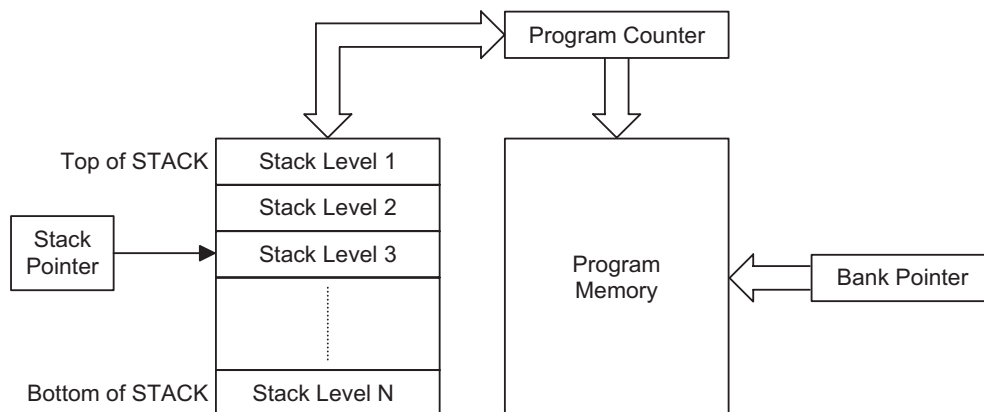 Program Counter
Top of STACK
Stack Level 1
Stack Level 2
Stack
Pointer
Stack Level 3
Program
Memory
Bank Pointer
Bottom of STACK
Stack Level N